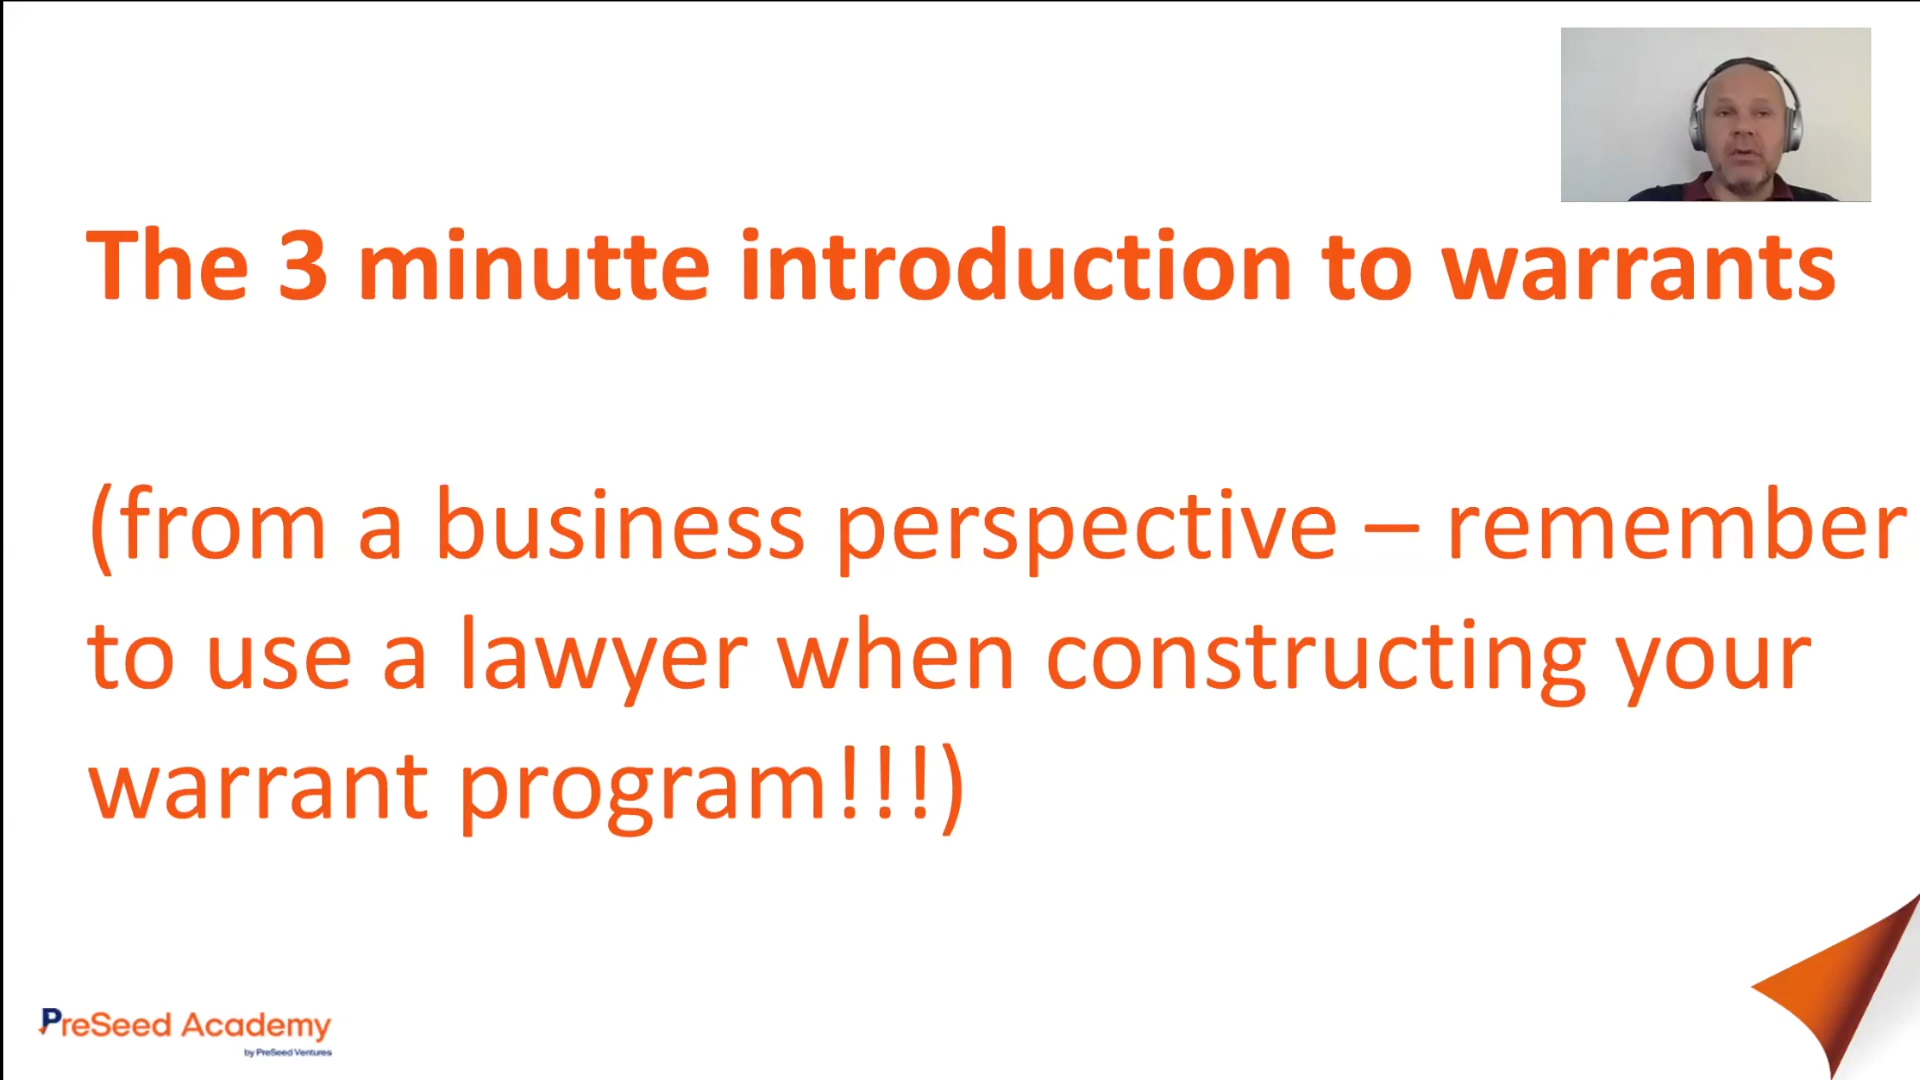 The 3 minutte introduction to warrants
(from a business perspective – remember
to use a lawyer when constructing your
warrant program!!!)
PreSeed Academy
by PreSeed Ventures